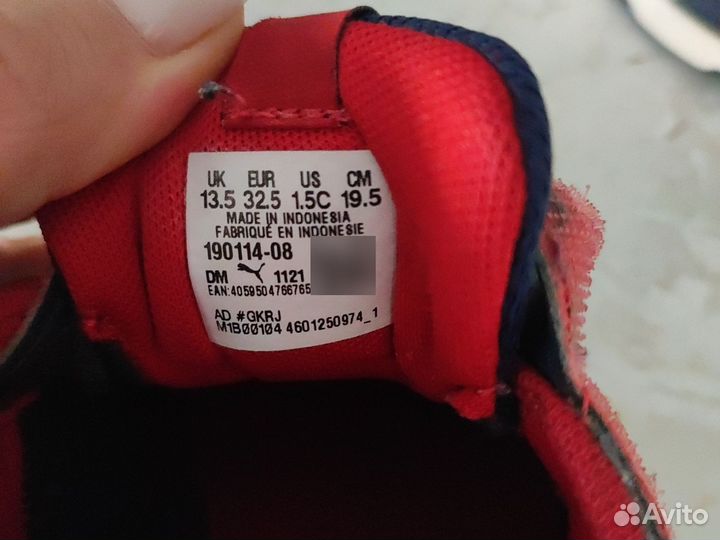 UK EUR US CM
13.5 32.5 1.5C 19.5
MADE IN INDONESIA
FABRIQUÉ EN INDONESIE
190114-08
DM 1121
EAN:4059504766765
AD #GKRJ
M1B00104 4601250974_1
Avito